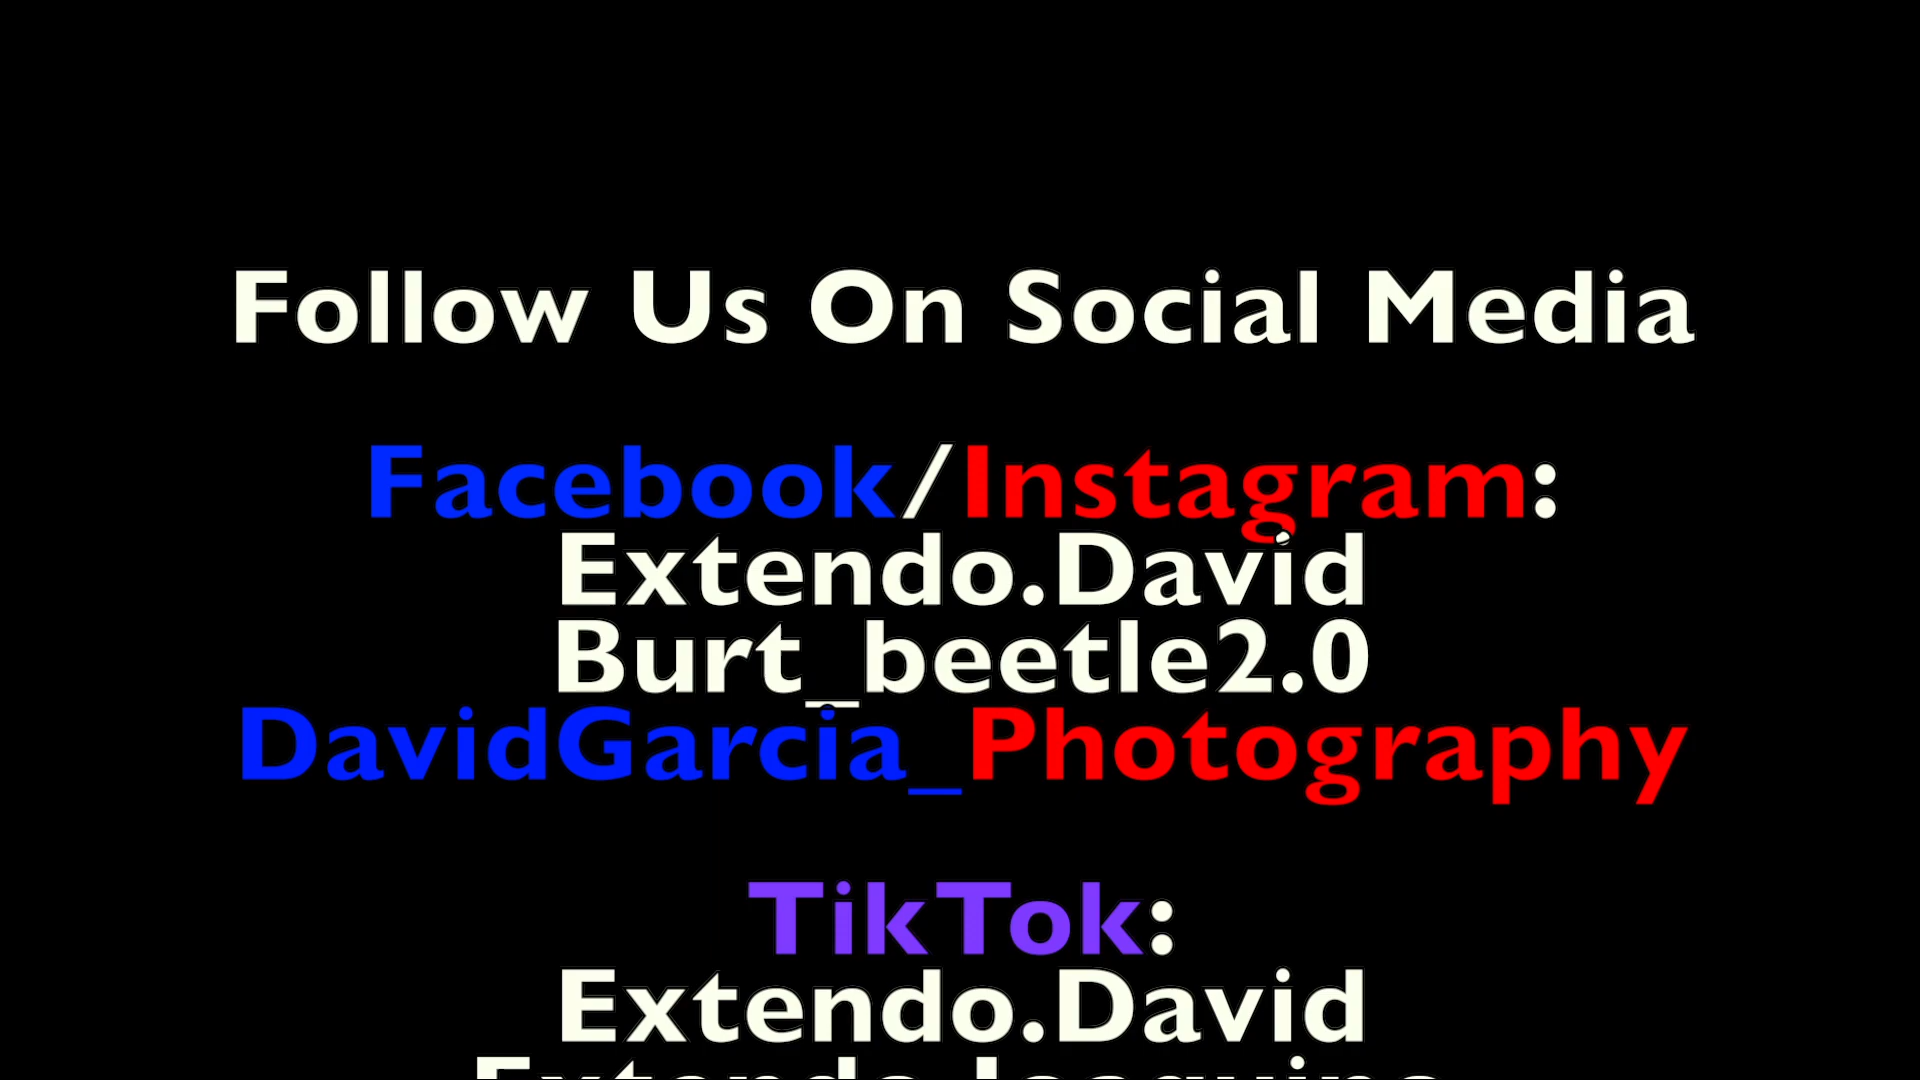 Follow Us On Social Media
Facebook/Instagram:
Extendo.David
Burt_beetle2.0
DavidGarcia_Photography
TikTok:
Extendo.David